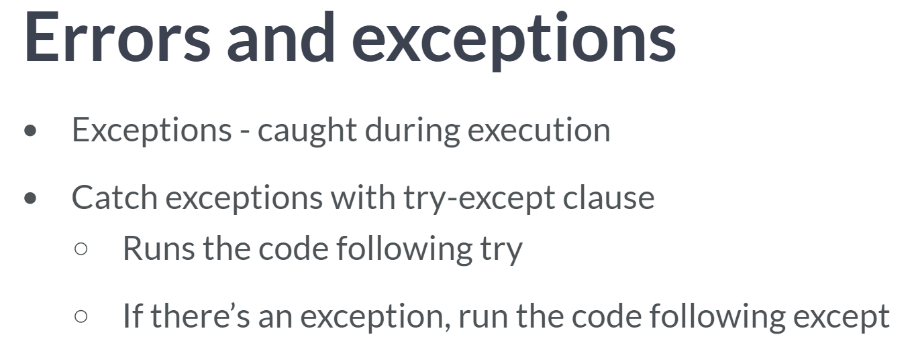 Errors and exceptions
• Exceptions - caught during execution
• Catch exceptions with try-except clause
○ Runs the code following try
○ If there’s an exception, run the code following except